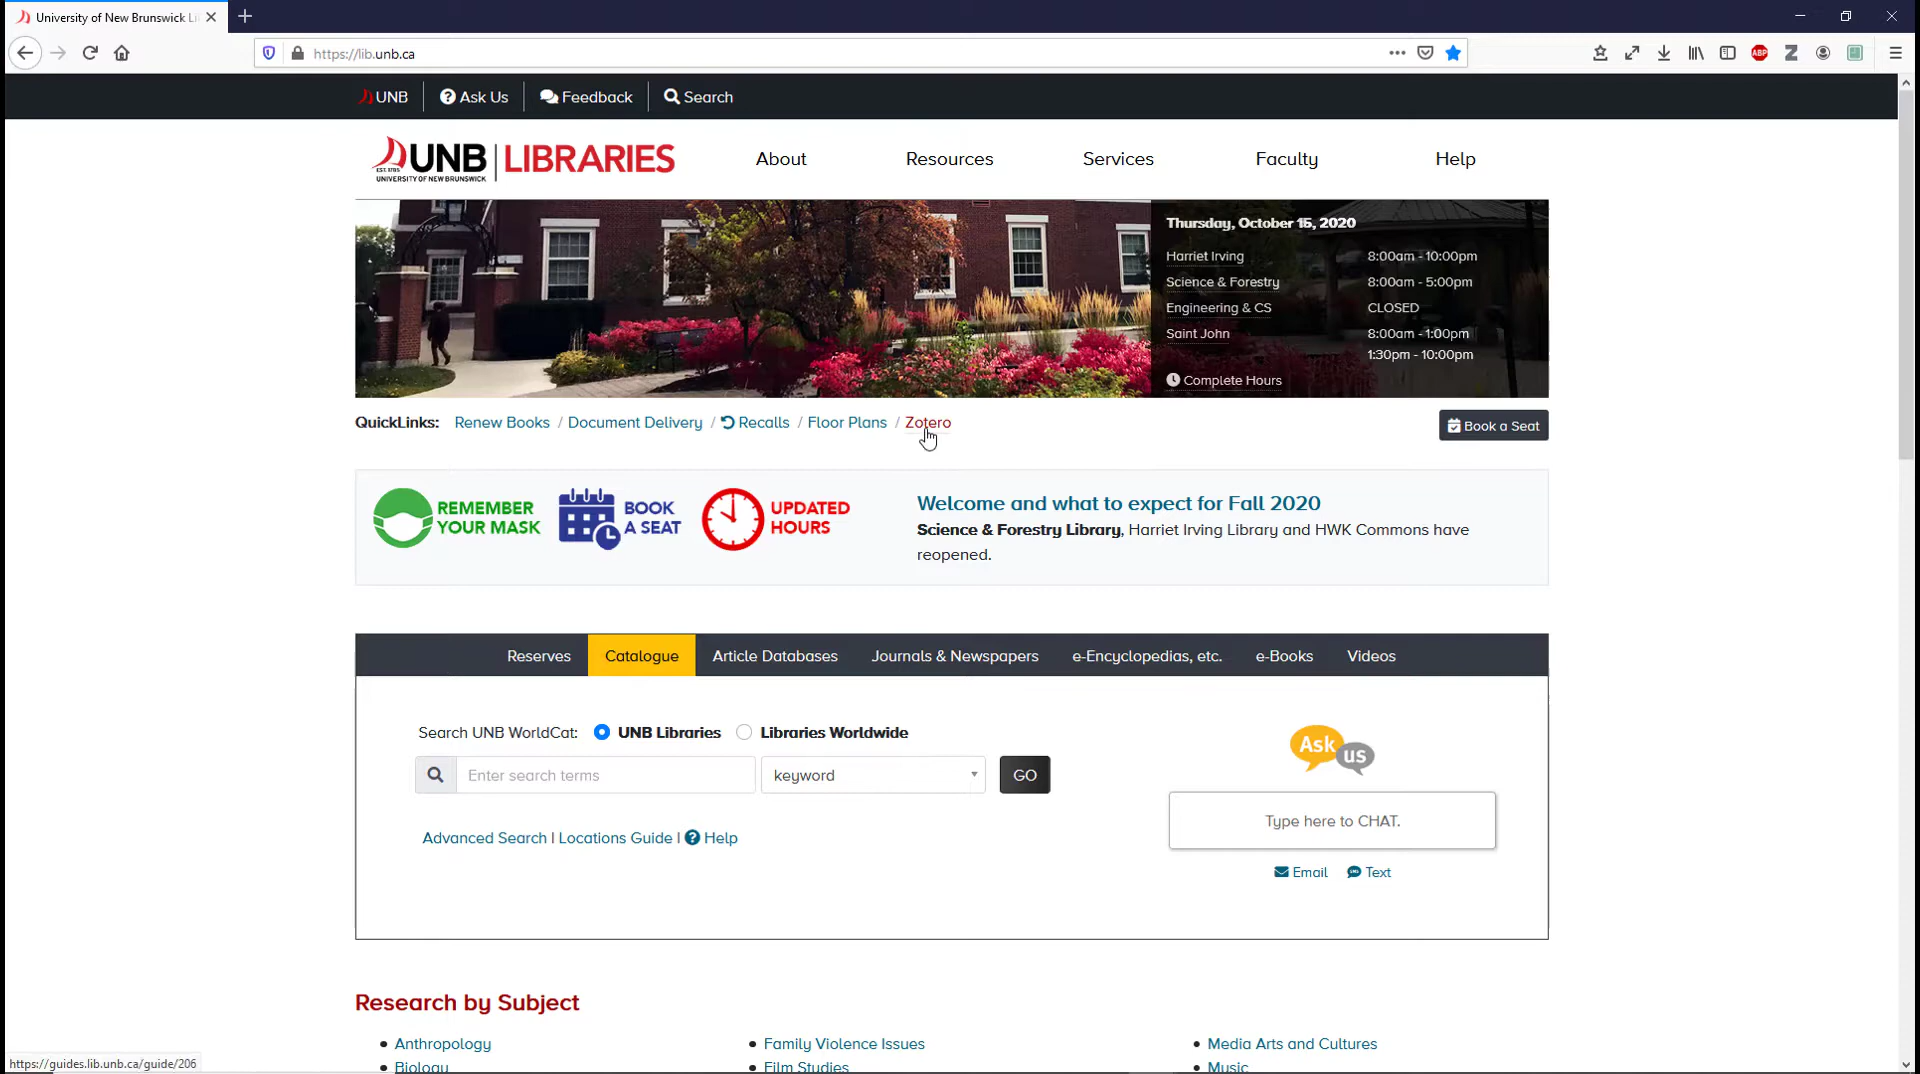 University of New Brunswick Li
https://lib.unb.ca
ABP
Z
UNB
Ask Us
Feedback
Search
UNB | LIBRARIES
EST. 1785
UNIVERSITY OF NEW BRUNSWICK
About
Resources
Services
Faculty
Help
Thursday, October 15, 2020
Harriet Irving 8:00am - 10:00pm
Science & Forestry 8:00am - 5:00pm
Engineering & CS CLOSED
Saint John 8:00am - 1:00pm
1:30pm - 10:00pm
Complete Hours
QuickLinks: Renew Books / Document Delivery / Recalls / Floor Plans / Zotero
Book a Seat
REMEMBER
YOUR MASK
BOOK
A SEAT
UPDATED
HOURS
Welcome and what to expect for Fall 2020
Science & Forestry Library, Harriet Irving Library and HWK Commons have
reopened.
Reserves
Catalogue
Article Databases
Journals & Newspapers
e-Encyclopedias, etc.
e-Books
Videos
Search UNB WorldCat: UNB Libraries Libraries Worldwide
Enter search terms
keyword
GO
Advanced Search | Locations Guide | Help
Ask us
Type here to CHAT.
Email
Text
Research by Subject
Anthropology
Family Violence Issues
Media Arts and Cultures
Biology
Film Studies
Music
https://guides.lib.unb.ca/guide/206